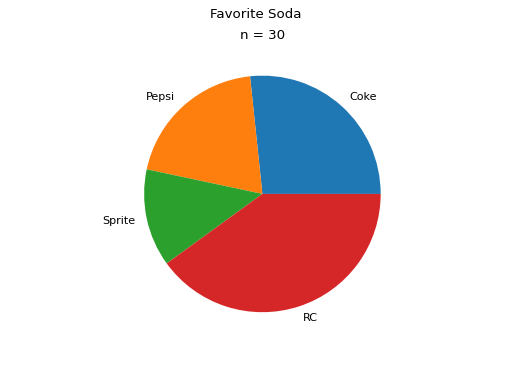 Favorite Soda
n = 30
Coke
Pepsi
Sprite
RC